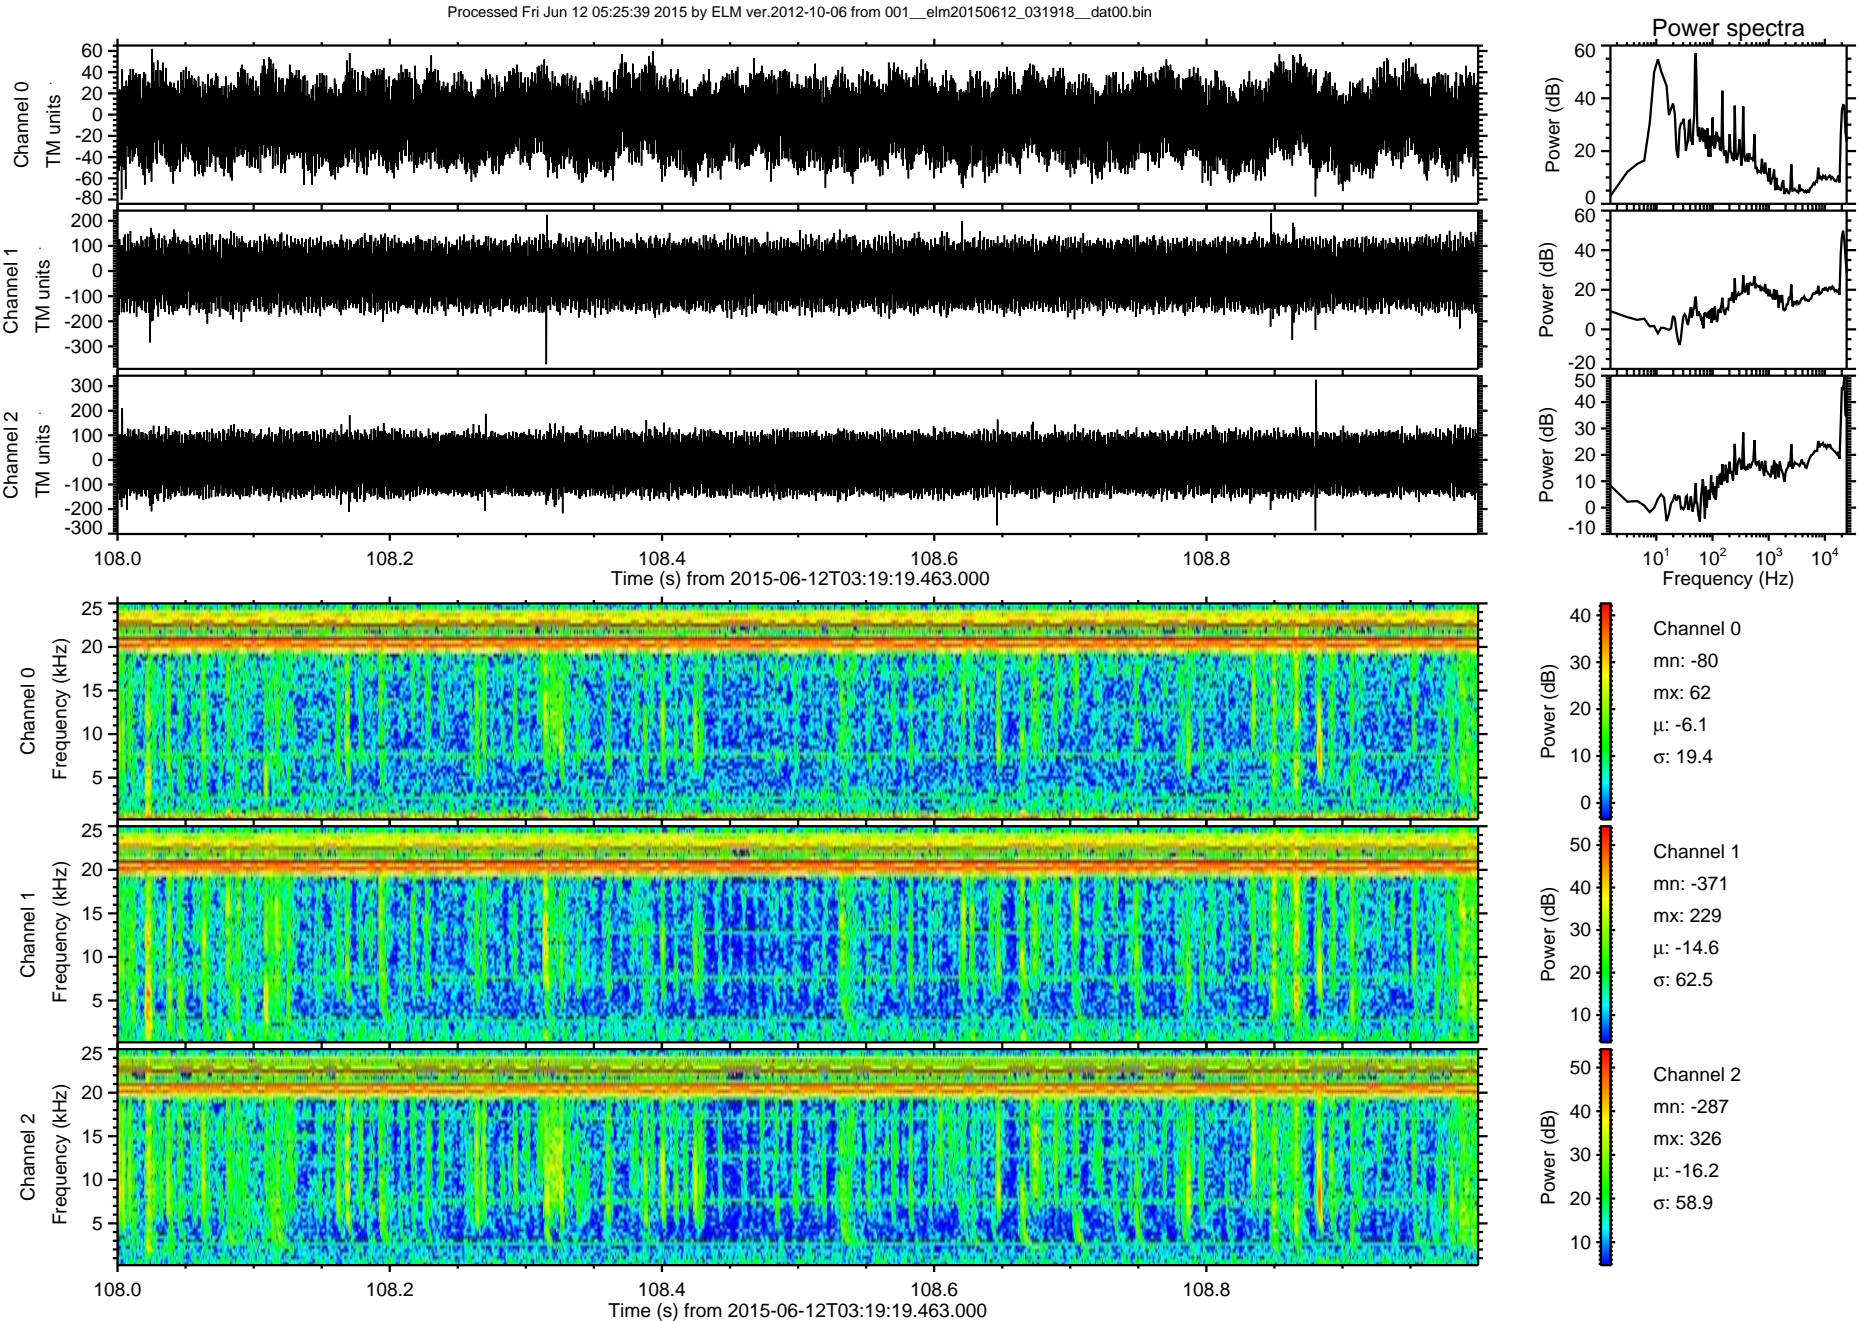 Processed Fri Jun 12 05:25:39 2015 by ELM ver.2012-10-06 from 001__elm20150612_031918__dat00.bin
Power spectra
Channel 0
TM units
60
40
20
0
-20
-40
-60
-80
Power (dB)
60
40
20
0
Channel 1
TM units
200
100
0
-100
-200
-300
Power (dB)
60
40
20
0
-20
Channel 2
TM units
300
200
100
0
-100
-200
-300
Power (dB)
50
40
30
20
10
0
-10
108.0 108.2 108.4 108.6 108.8
Time (s) from 2015-06-12T03:19:19.463.000
10¹ 10² 10³ 10⁴
Frequency (Hz)
Channel 0
Frequency (kHz)
25
20
15
10
5
Power (dB)
40
30
20
10
0
Channel 0
mn: -80
mx: 62
μ: -6.1
σ: 19.4
Channel 1
Frequency (kHz)
25
20
15
10
5
Power (dB)
50
40
30
20
10
Channel 1
mn: -371
mx: 229
μ: -14.6
σ: 62.5
Channel 2
Frequency (kHz)
25
20
15
10
5
Power (dB)
50
40
30
20
10
Channel 2
mn: -287
mx: 326
μ: -16.2
σ: 58.9
108.0 108.2 108.4 108.6 108.8
Time (s) from 2015-06-12T03:19:19.463.000